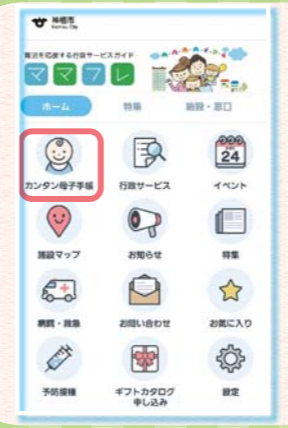 神栖市
Kamisu City
育児を応援する行政サービスガイド
ママフレ
ホーム 特集 施設・窓口
24
カンタン母子手帳 行政サービス イベント
施設マップ お知らせ 特集
病院・救急 お問い合わせ お気に入り
予防接種 ギフトカタログ 設定
申し込み